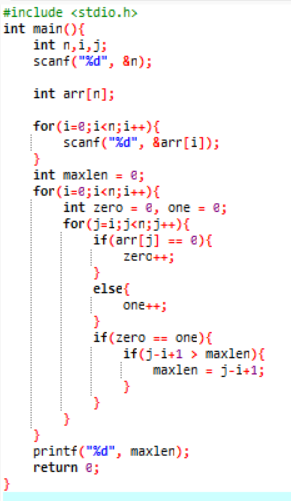 #include <stdio.h>
int main(){
    int n,i,j;
    scanf("%d", &n);

    int arr[n];

    for(i=0;i<n;i++){
        scanf("%d", &arr[i]);
    }
    int maxlen = 0;
    for(i=0;i<n;i++){
        int zero = 0, one = 0;
        for(j=i;j<n;j++){
            if(arr[j] == 0){
                zero++;
            }
            else{
                one++;
            }
            if(zero == one){
                if(j-i+1 > maxlen){
                    maxlen = j-i+1;
                }
            }
        }
    }
    printf("%d", maxlen);
    return 0;
}